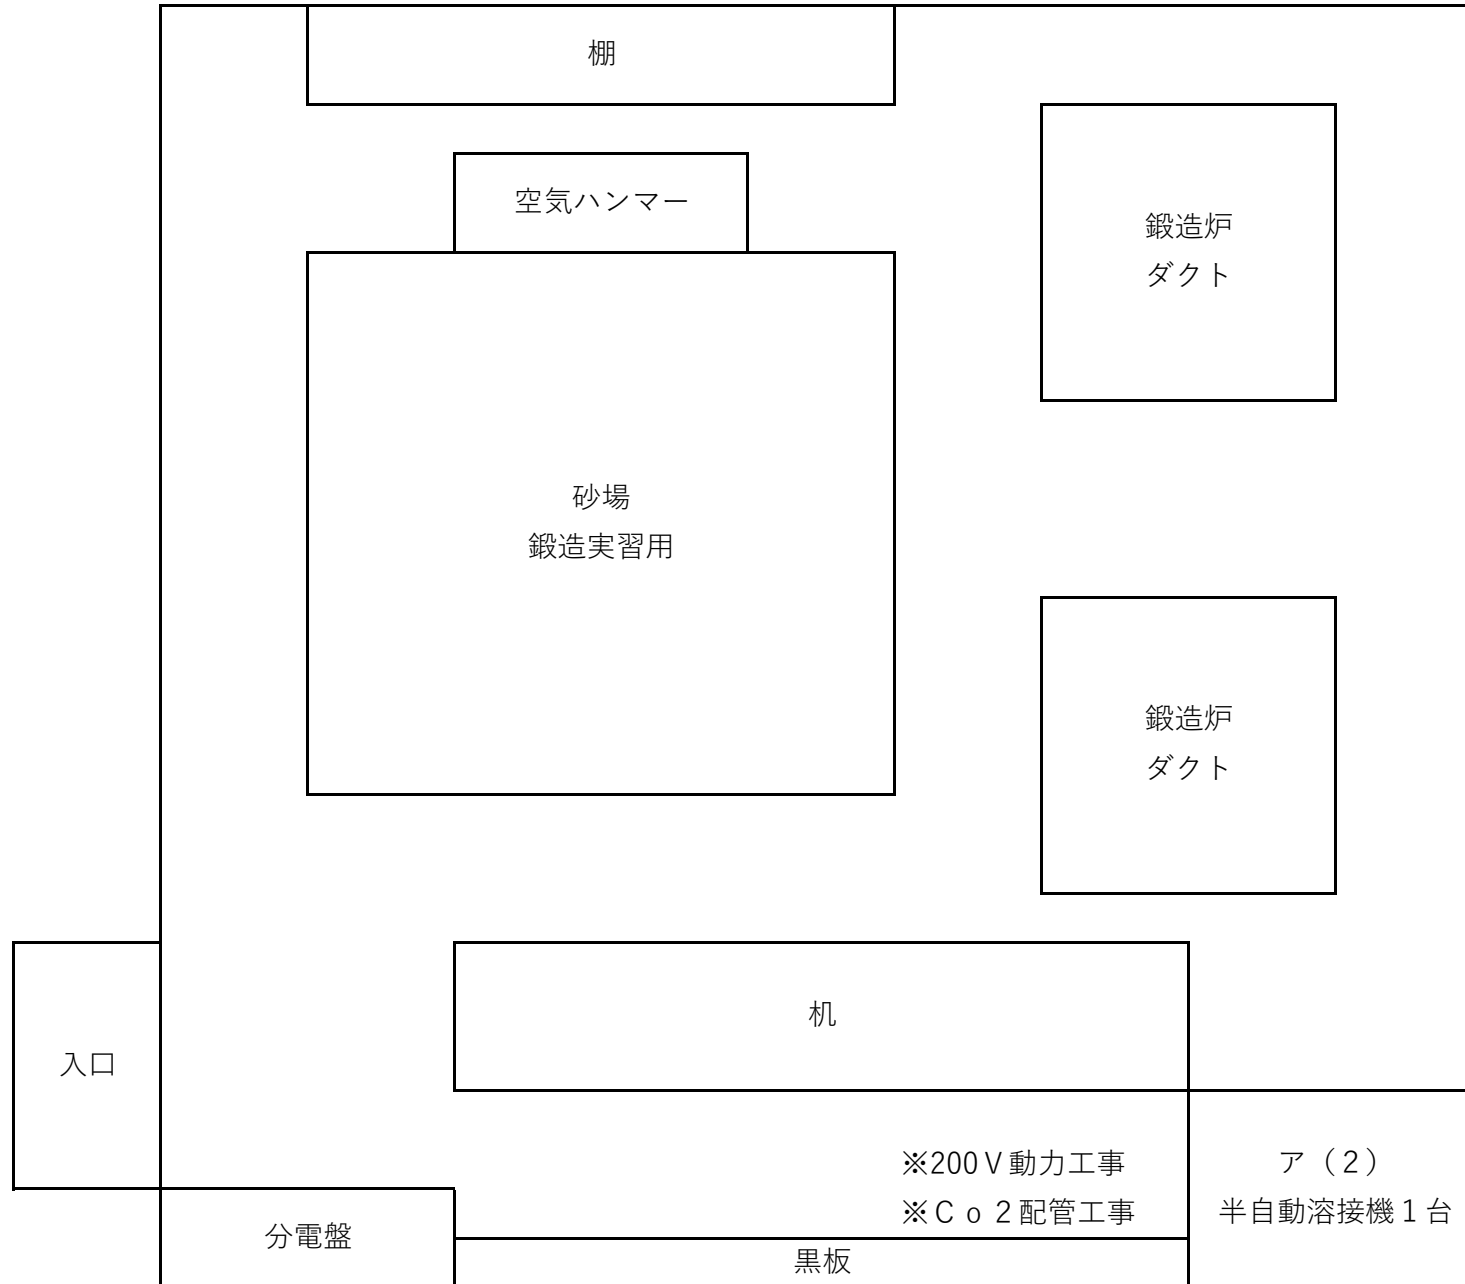 棚
空気ハンマー
鍛造炉
ダクト
砂場
鍛造実習用
鍛造炉
ダクト
机
入口
※200Ｖ動力工事
※Ｃｏ２配管工事
ア（２）
半自動溶接機１台
分電盤
黒板